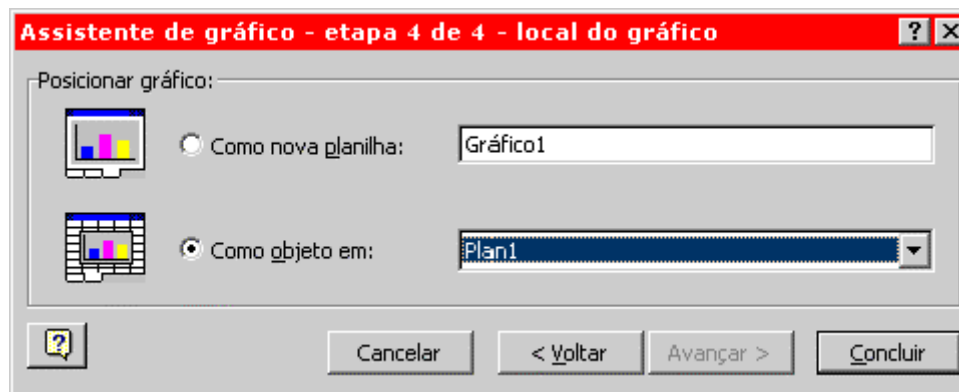 Assistente de gráfico - etapa 4 de 4 - local do gráfico ? X
Posicionar gráfico:
Como nova planilha: Gráfico1
Como objeto em: Plan1
? Cancelar < Voltar Avançar > Concluir